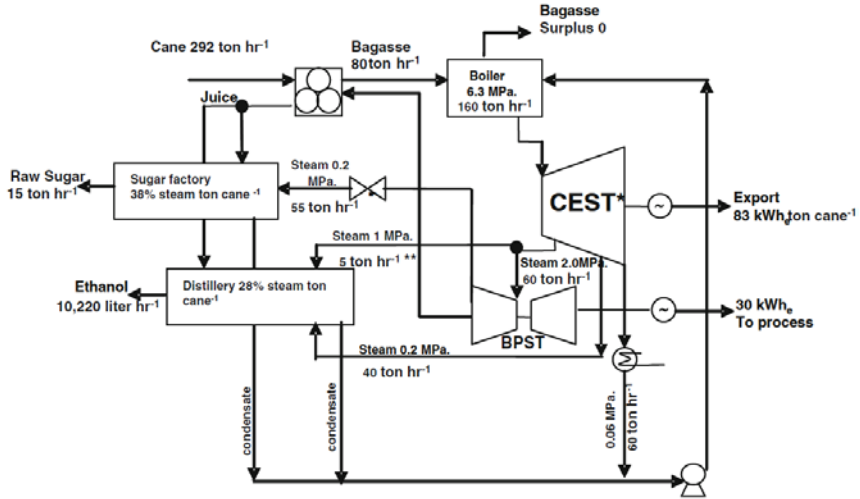 Bagasse
Surplus 0
Cane 292 ton hr-1
Bagasse
80ton hr-1
Boiler
6.3 MPa.
160 ton hr-1
Juice
Steam 0.2
MPa.
55 ton hr-1
Raw Sugar
15 ton hr-1
Sugar factory
38% steam ton cane -1
CEST*
~
Export
83 kWhe ton cane-1
Steam 1 MPa.
5 ton hr-1 **
Steam 2.0MPa.
60 ton hr-1
Ethanol
10,220 liter hr-1
Distillery 28% steam ton
cane-1
~
30 kWhe
To process
BPST
Steam 0.2 MPa.
40 ton hr-1
condensate
condensate
0.06 MPa.
60 ton hr-1